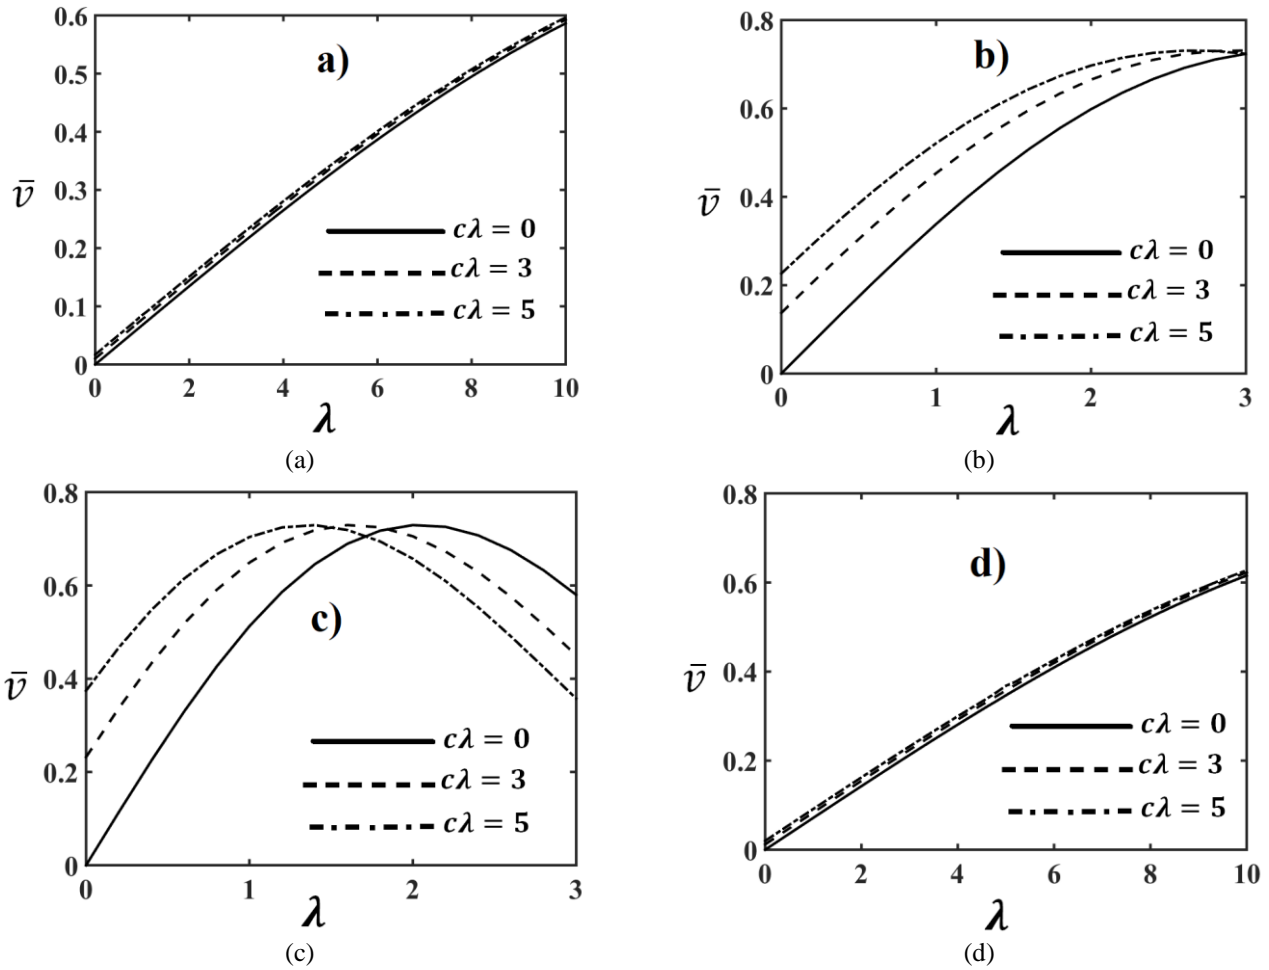 0.6
0.5
0.4
0.3
0.2
0.1
0
v̄
a)
cλ = 0
cλ = 3
cλ = 5
0 2 4 6 8 10
λ
(a)
0.8
0.6
0.4
0.2
0
v̄
b)
cλ = 0
cλ = 3
cλ = 5
0 1 2 3
λ
(b)
0.8
0.6
0.4
0.2
0
v̄
c)
cλ = 0
cλ = 3
cλ = 5
0 1 2 3
λ
(c)
0.8
0.6
0.4
0.2
0
v̄
d)
cλ = 0
cλ = 3
cλ = 5
0 2 4 6 8 10
λ
(d)